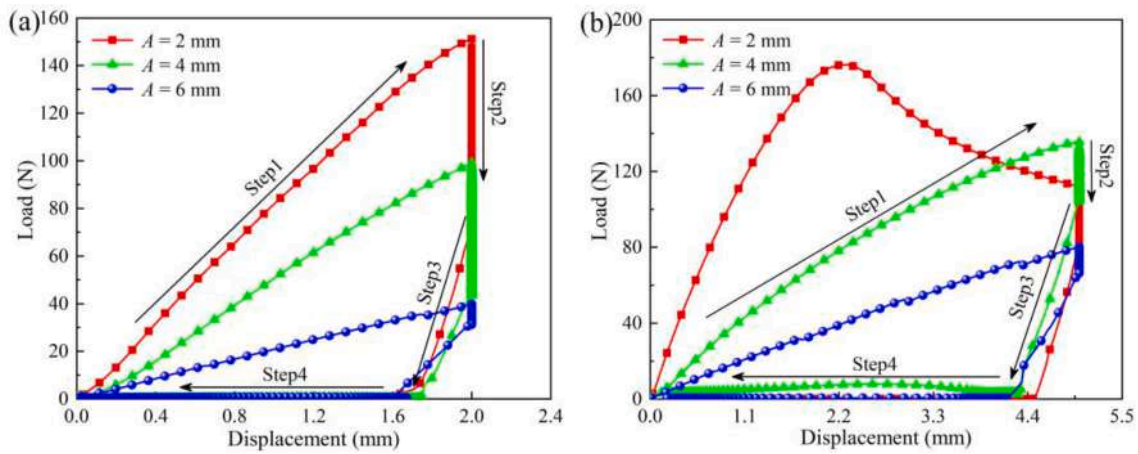 (a)
160
140
120
100
80
60
40
20
0
Load (N)
A = 2 mm
A = 4 mm
A = 6 mm
Step1
Step2
Step3
Step4
0.0 0.4 0.8 1.2 1.6 2.0 2.4
Displacement (mm)
(b)
200
160
120
80
40
0
Load (N)
A = 2 mm
A = 4 mm
A = 6 mm
Step1
Step2
Step3
Step4
0.0 1.1 2.2 3.3 4.4 5.5
Displacement (mm)